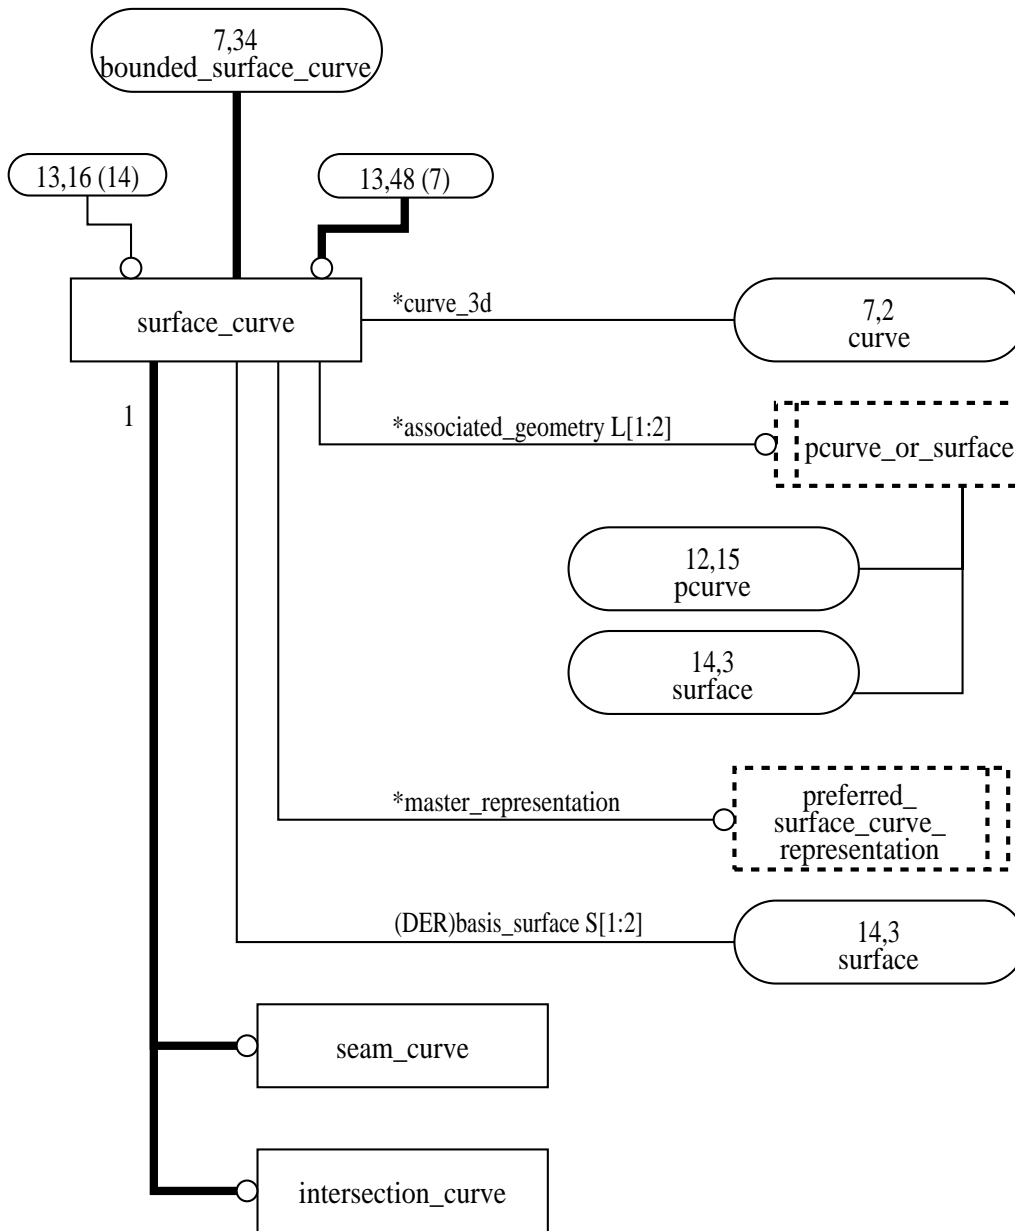 7,34
bounded_surface_curve
13,16 (14)
13,48 (7)
surface_curve
*curve_3d
7,2
curve
1
*associated_geometry L[1:2]
pcurve_or_surface
12,15
pcurve
14,3
surface
*master_representation
preferred_
surface_curve_
representation
(DER)basis_surface S[1:2]
14,3
surface
seam_curve
intersection_curve